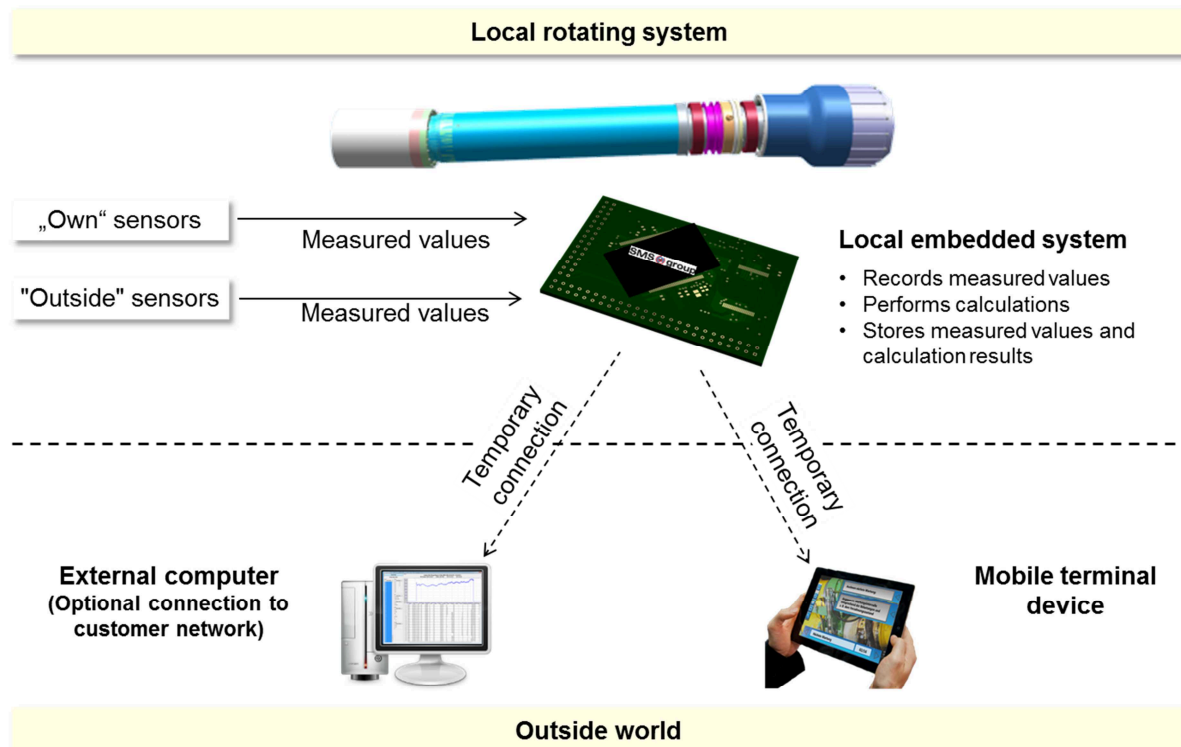 Local rotating system
„Own“ sensors
Measured values
"Outside" sensors
Measured values
SMS group
Local embedded system
• Records measured values
• Performs calculations
• Stores measured values and
calculation results
Temporary
connection
Temporary
connection
External computer
(Optional connection to
customer network)
Mobile terminal
device
Outside world